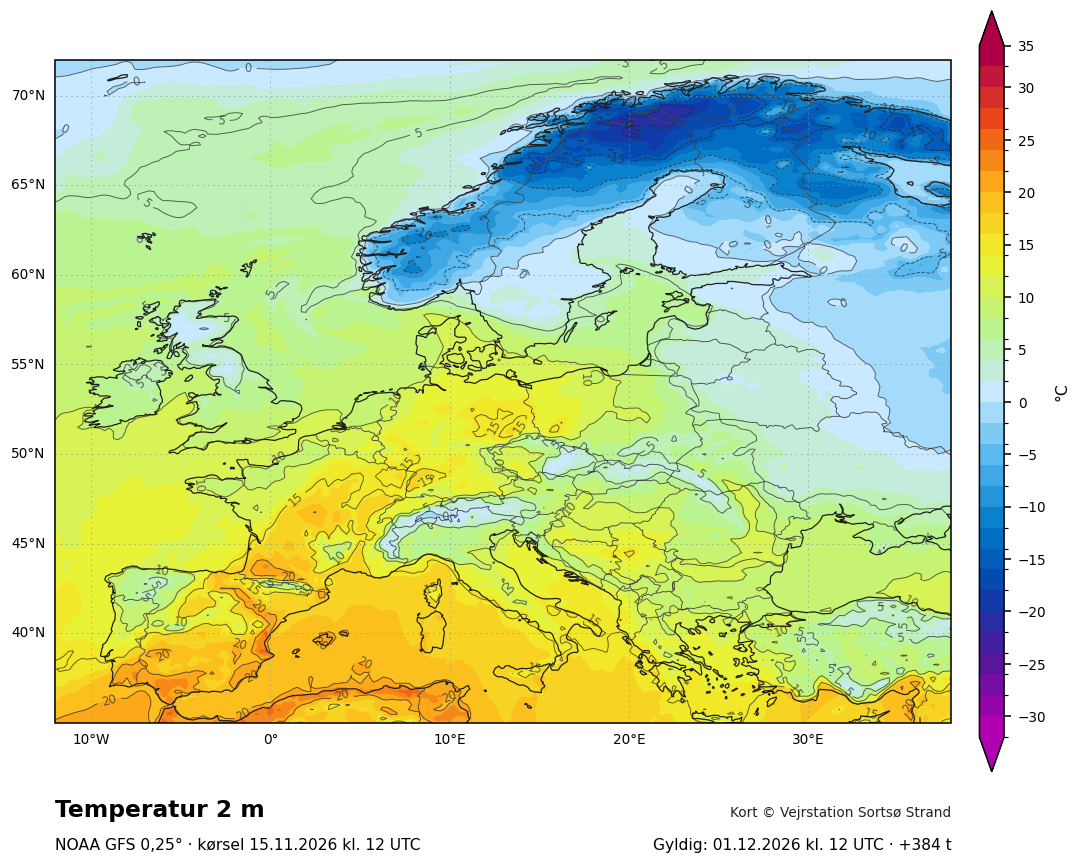 35
30
25
20
15
10
5
0
−5
−10
−15
−20
−25
−30
°C
70°N
65°N
60°N
55°N
50°N
45°N
40°N
10°W 0° 10°E 20°E 30°E
Temperatur 2 m
Kort © Vejrstation Sortsø Strand
NOAA GFS 0,25° · kørsel 15.11.2026 kl. 12 UTC
Gyldig: 01.12.2026 kl. 12 UTC · +384 t